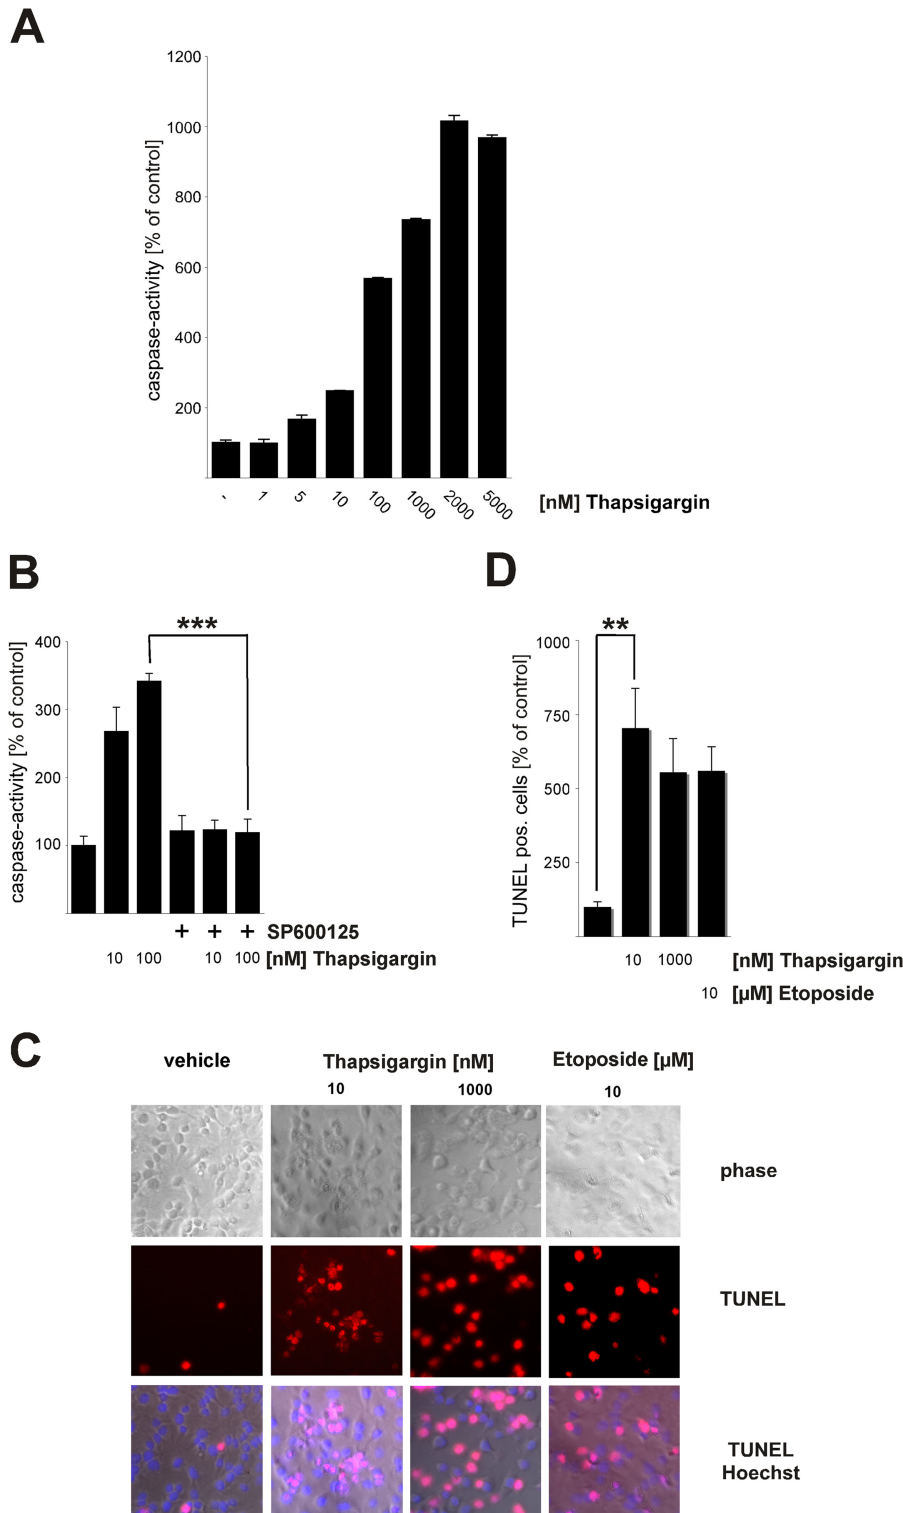 A
caspase-activity [% of control]
1200
1000
800
600
400
200
- 1 5 10 100 1000 2000 5000
[nM] Thapsigargin
B
caspase-activity [% of control]
400
300
200
100
***
+ + + SP600125
10 100 10 100 [nM] Thapsigargin
D
TUNEL pos. cells [% of control]
1000
750
500
250
**
10 1000 [nM] Thapsigargin
10 [µM] Etoposide
C
vehicle Thapsigargin [nM] Etoposide [µM]
10 1000 10
phase
TUNEL
TUNEL
Hoechst